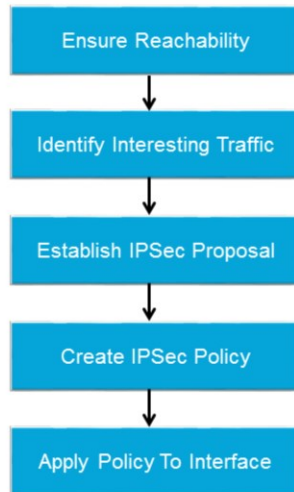 Ensure Reachability
Identify Interesting Traffic
Establish IPSec Proposal
Create IPSec Policy
Apply Policy To Interface